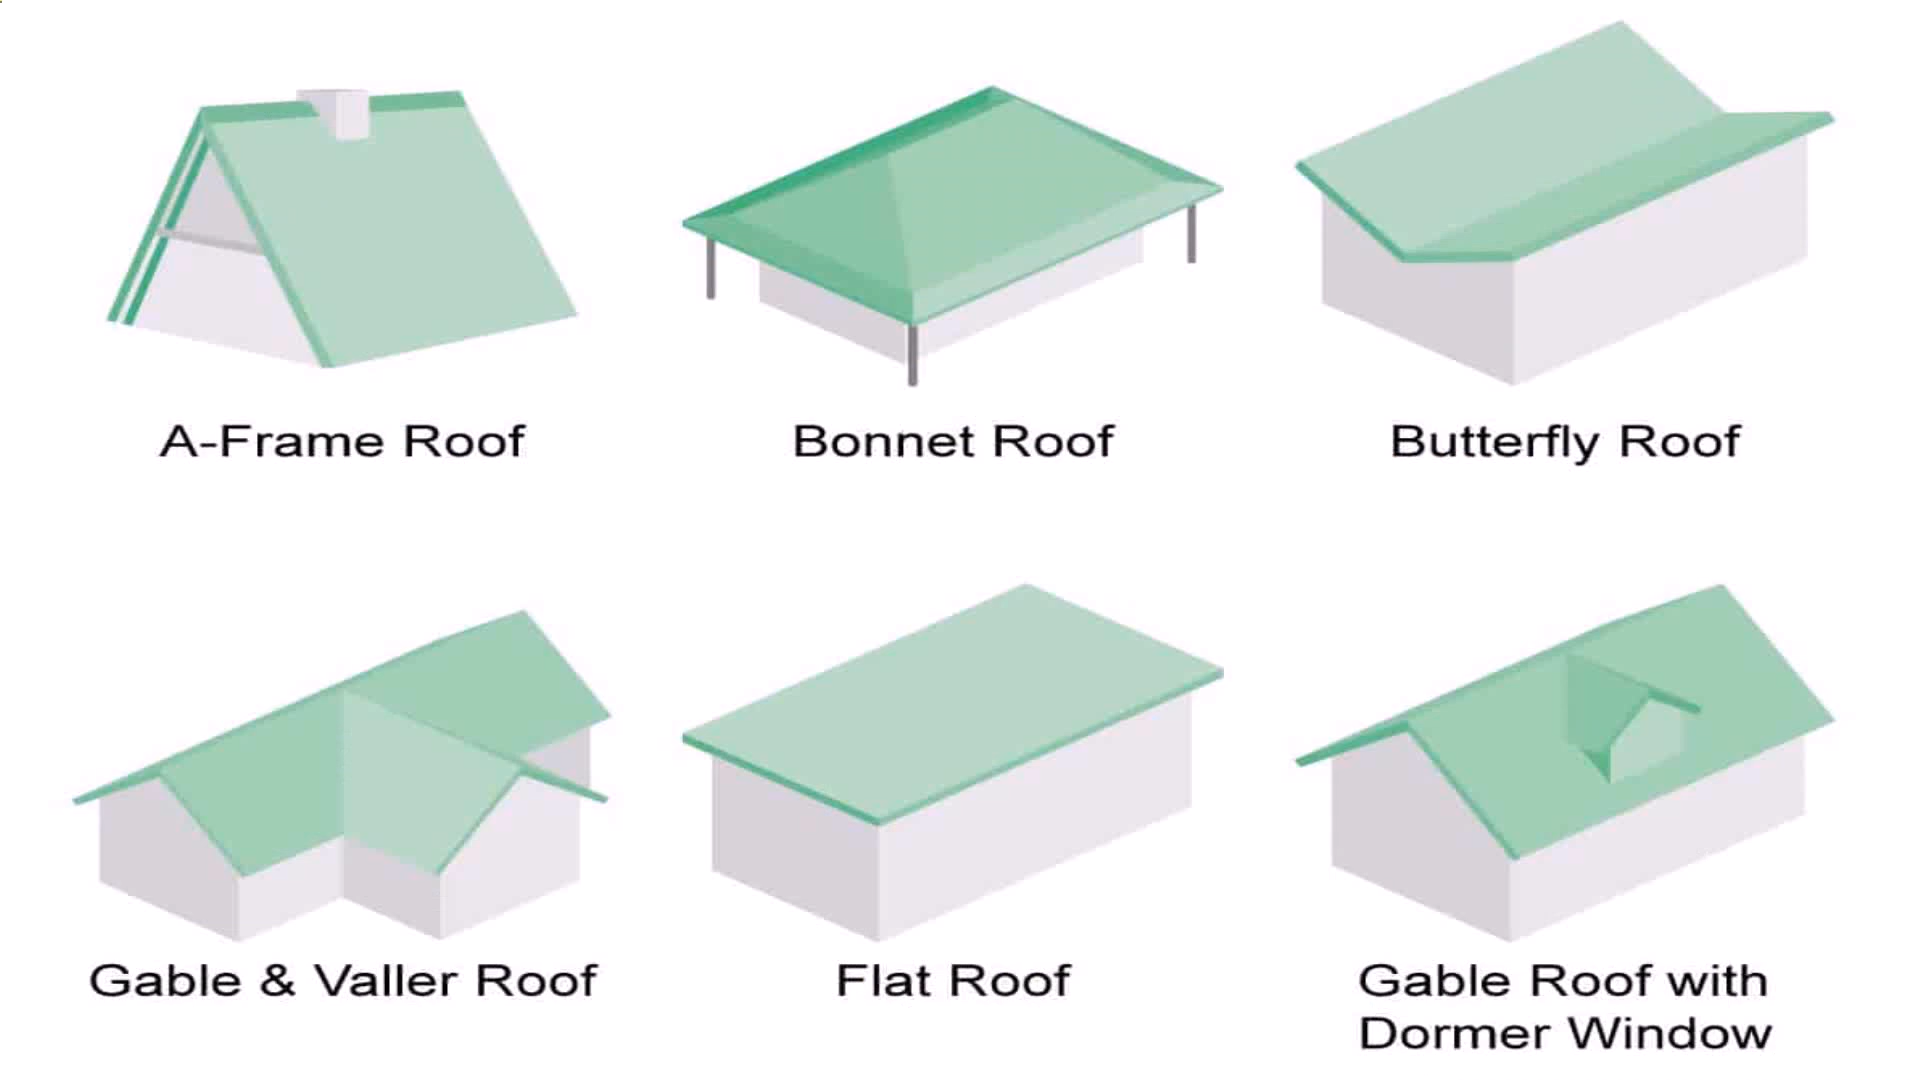 A-Frame Roof
Bonnet Roof
Butterfly Roof
Gable & Valler Roof
Flat Roof
Gable Roof with
Dormer Window